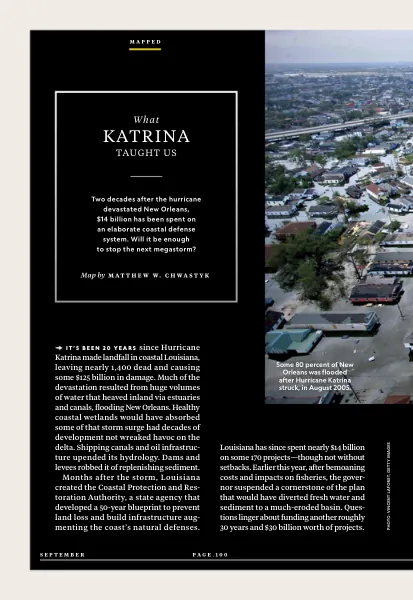 MAPPED
What
KATRINA
TAUGHT US
Two decades after the hurricane
devastated New Orleans,
$14 billion has been spent on
an elaborate coastal defense
system. Will it be enough
to stop the next megastorm?
Map by MATTHEW W. CHWASTYK
➔ IT'S BEEN 20 YEARS since Hurricane
Katrina made landfall in coastal Louisiana,
leaving nearly 1,400 dead and causing
some $125 billion in damage. Much of the
devastation resulted from huge volumes
of water that heaved inland via estuaries
and canals, flooding New Orleans. Healthy
coastal wetlands would have absorbed
some of that storm surge had decades of
development not wreaked havoc on the
delta. Shipping canals and oil infrastruc-
ture upended its hydrology. Dams and
levees robbed it of replenishing sediment.
Months after the storm, Louisiana
created the Coastal Protection and Res-
toration Authority, a state agency that
developed a 50-year blueprint to prevent
land loss and build infrastructure aug-
menting the coast's natural defenses.
Some 80 percent of New
Orleans was flooded
after Hurricane Katrina
struck, in August 2005.
Louisiana has since spent nearly $14 billion
on some 170 projects—though not without
setbacks. Earlier this year, after bemoaning
costs and impacts on fisheries, the gover-
nor suspended a cornerstone of the plan
that would have diverted fresh water and
sediment to a much-eroded basin. Ques-
tions linger about funding another roughly
30 years and $30 billion worth of projects.
PHOTO: VINCENT LAFORET, GETTY IMAGES
SEPTEMBER
PAGE.100